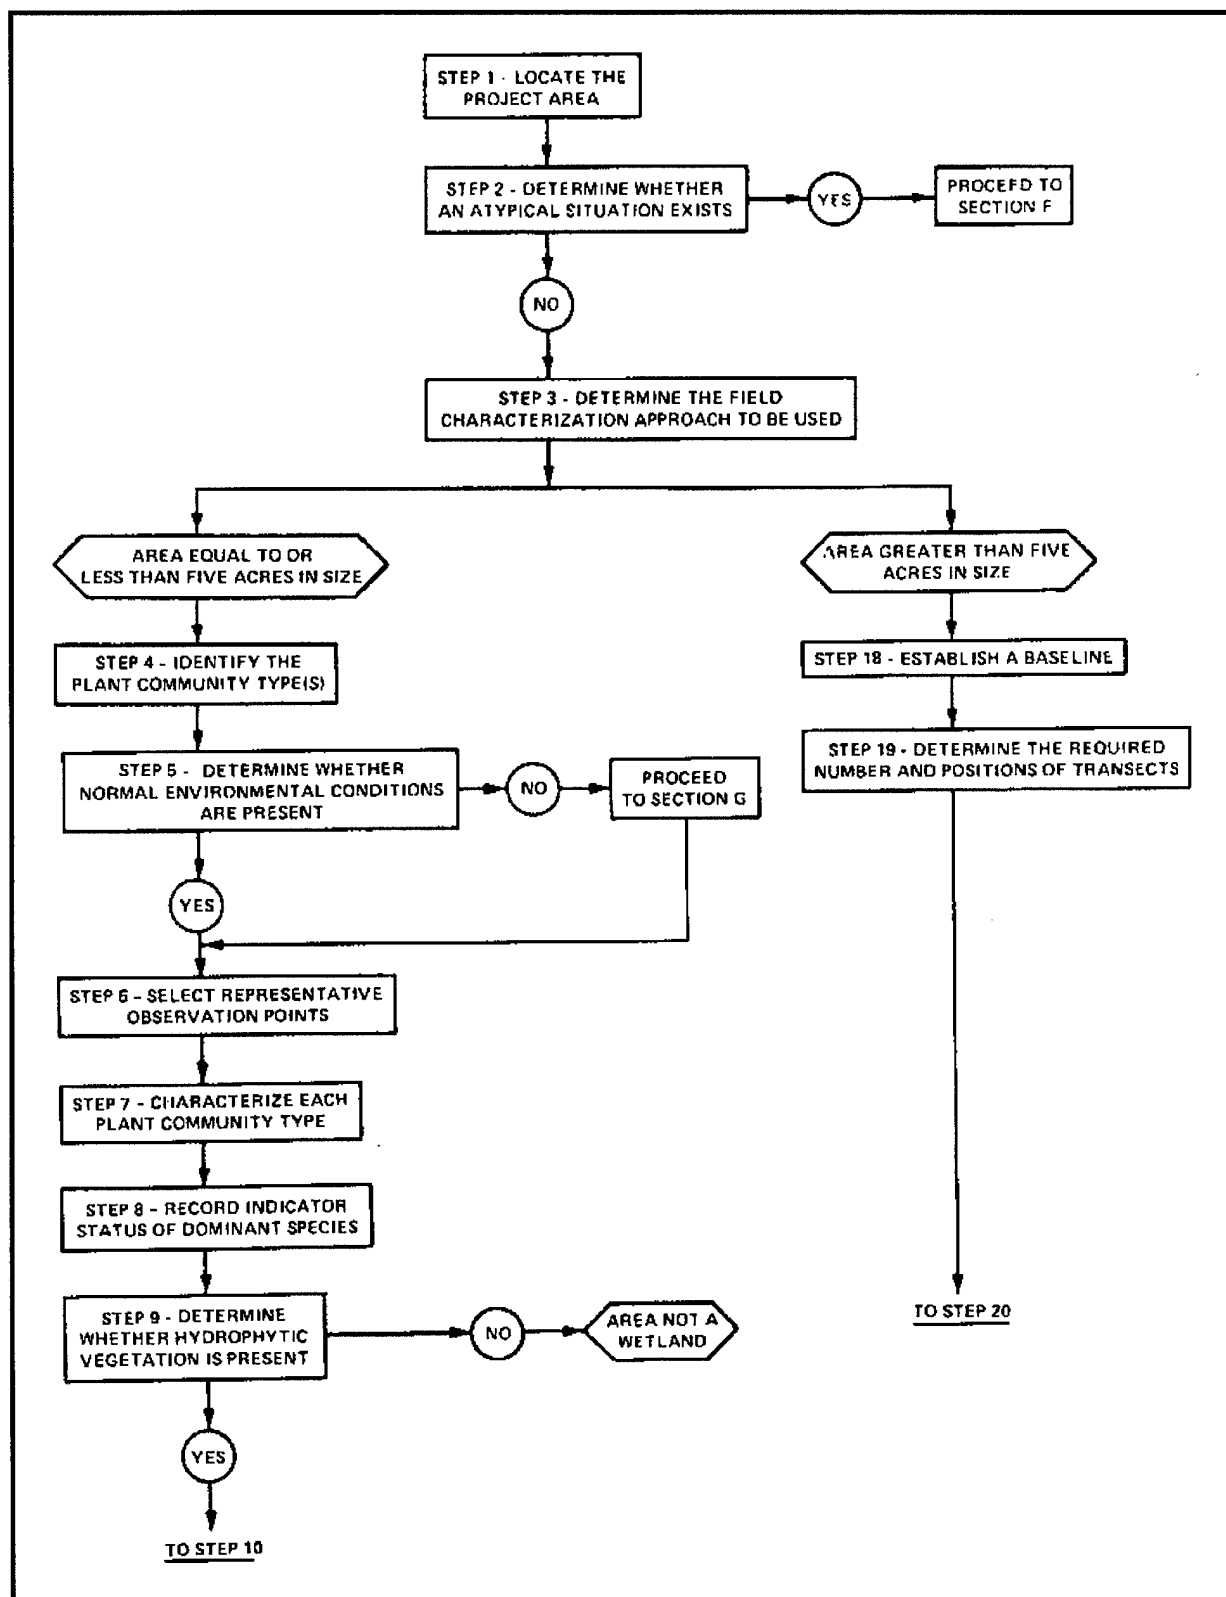 STEP 1 - LOCATE THE
PROJECT AREA
STEP 2 - DETERMINE WHETHER
AN ATYPICAL SITUATION EXISTS
YES
PROCEED TO
SECTION F
NO
STEP 3 - DETERMINE THE FIELD
CHARACTERIZATION APPROACH TO BE USED
AREA EQUAL TO OR
LESS THAN FIVE ACRES IN SIZE
STEP 4 - IDENTIFY THE
PLANT COMMUNITY TYPE(S)
STEP 5 - DETERMINE WHETHER
NORMAL ENVIRONMENTAL CONDITIONS
ARE PRESENT
NO
PROCEED
TO SECTION G
YES
STEP 6 - SELECT REPRESENTATIVE
OBSERVATION POINTS
STEP 7 - CHARACTERIZE EACH
PLANT COMMUNITY TYPE
STEP 8 - RECORD INDICATOR
STATUS OF DOMINANT SPECIES
STEP 9 - DETERMINE
WHETHER HYDROPHYTIC
VEGETATION IS PRESENT
NO
AREA NOT A
WETLAND
YES
TO STEP 10
AREA GREATER THAN FIVE
ACRES IN SIZE
STEP 18 - ESTABLISH A BASELINE
STEP 19 - DETERMINE THE REQUIRED
NUMBER AND POSITIONS OF TRANSECTS
TO STEP 20